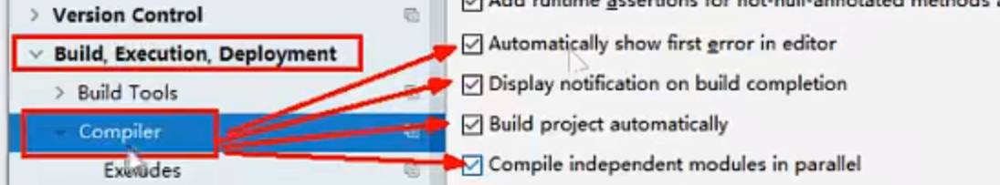 Version Control
Build, Execution, Deployment
Build Tools
Compiler
Excludes
Add runtime assertions for not-null-annotated methods
Automatically show first error in editor
Display notification on build completion
Build project automatically
Compile independent modules in parallel